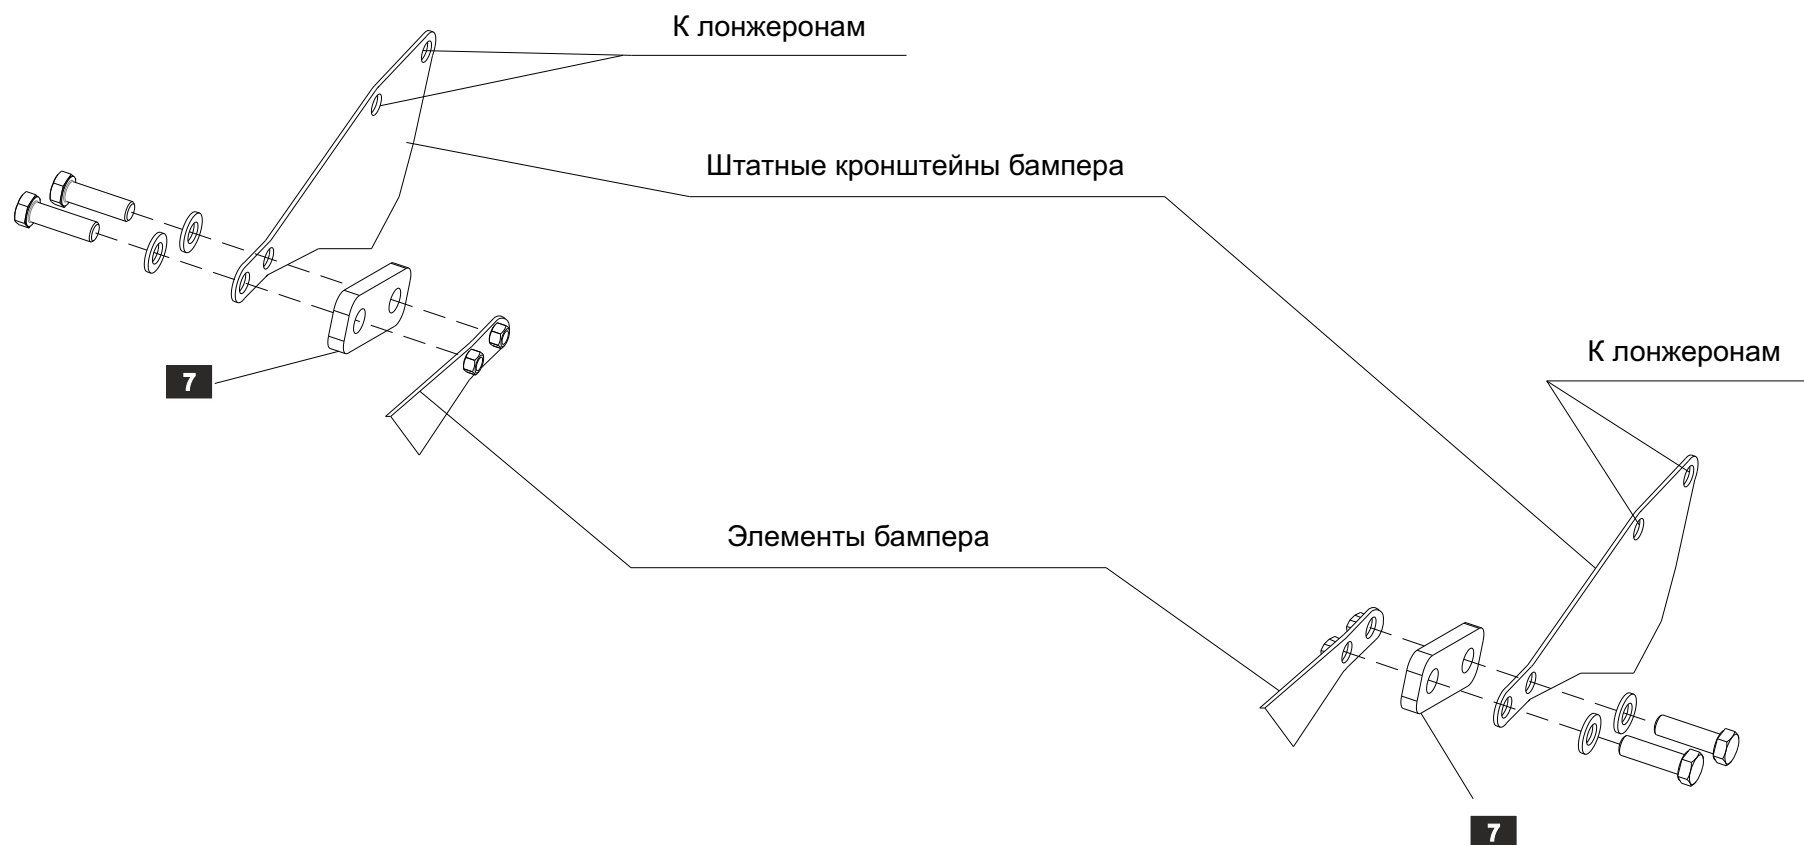 К лонжеронам
Штатные кронштейны бампера
К лонжеронам
7
Элементы бампера
7